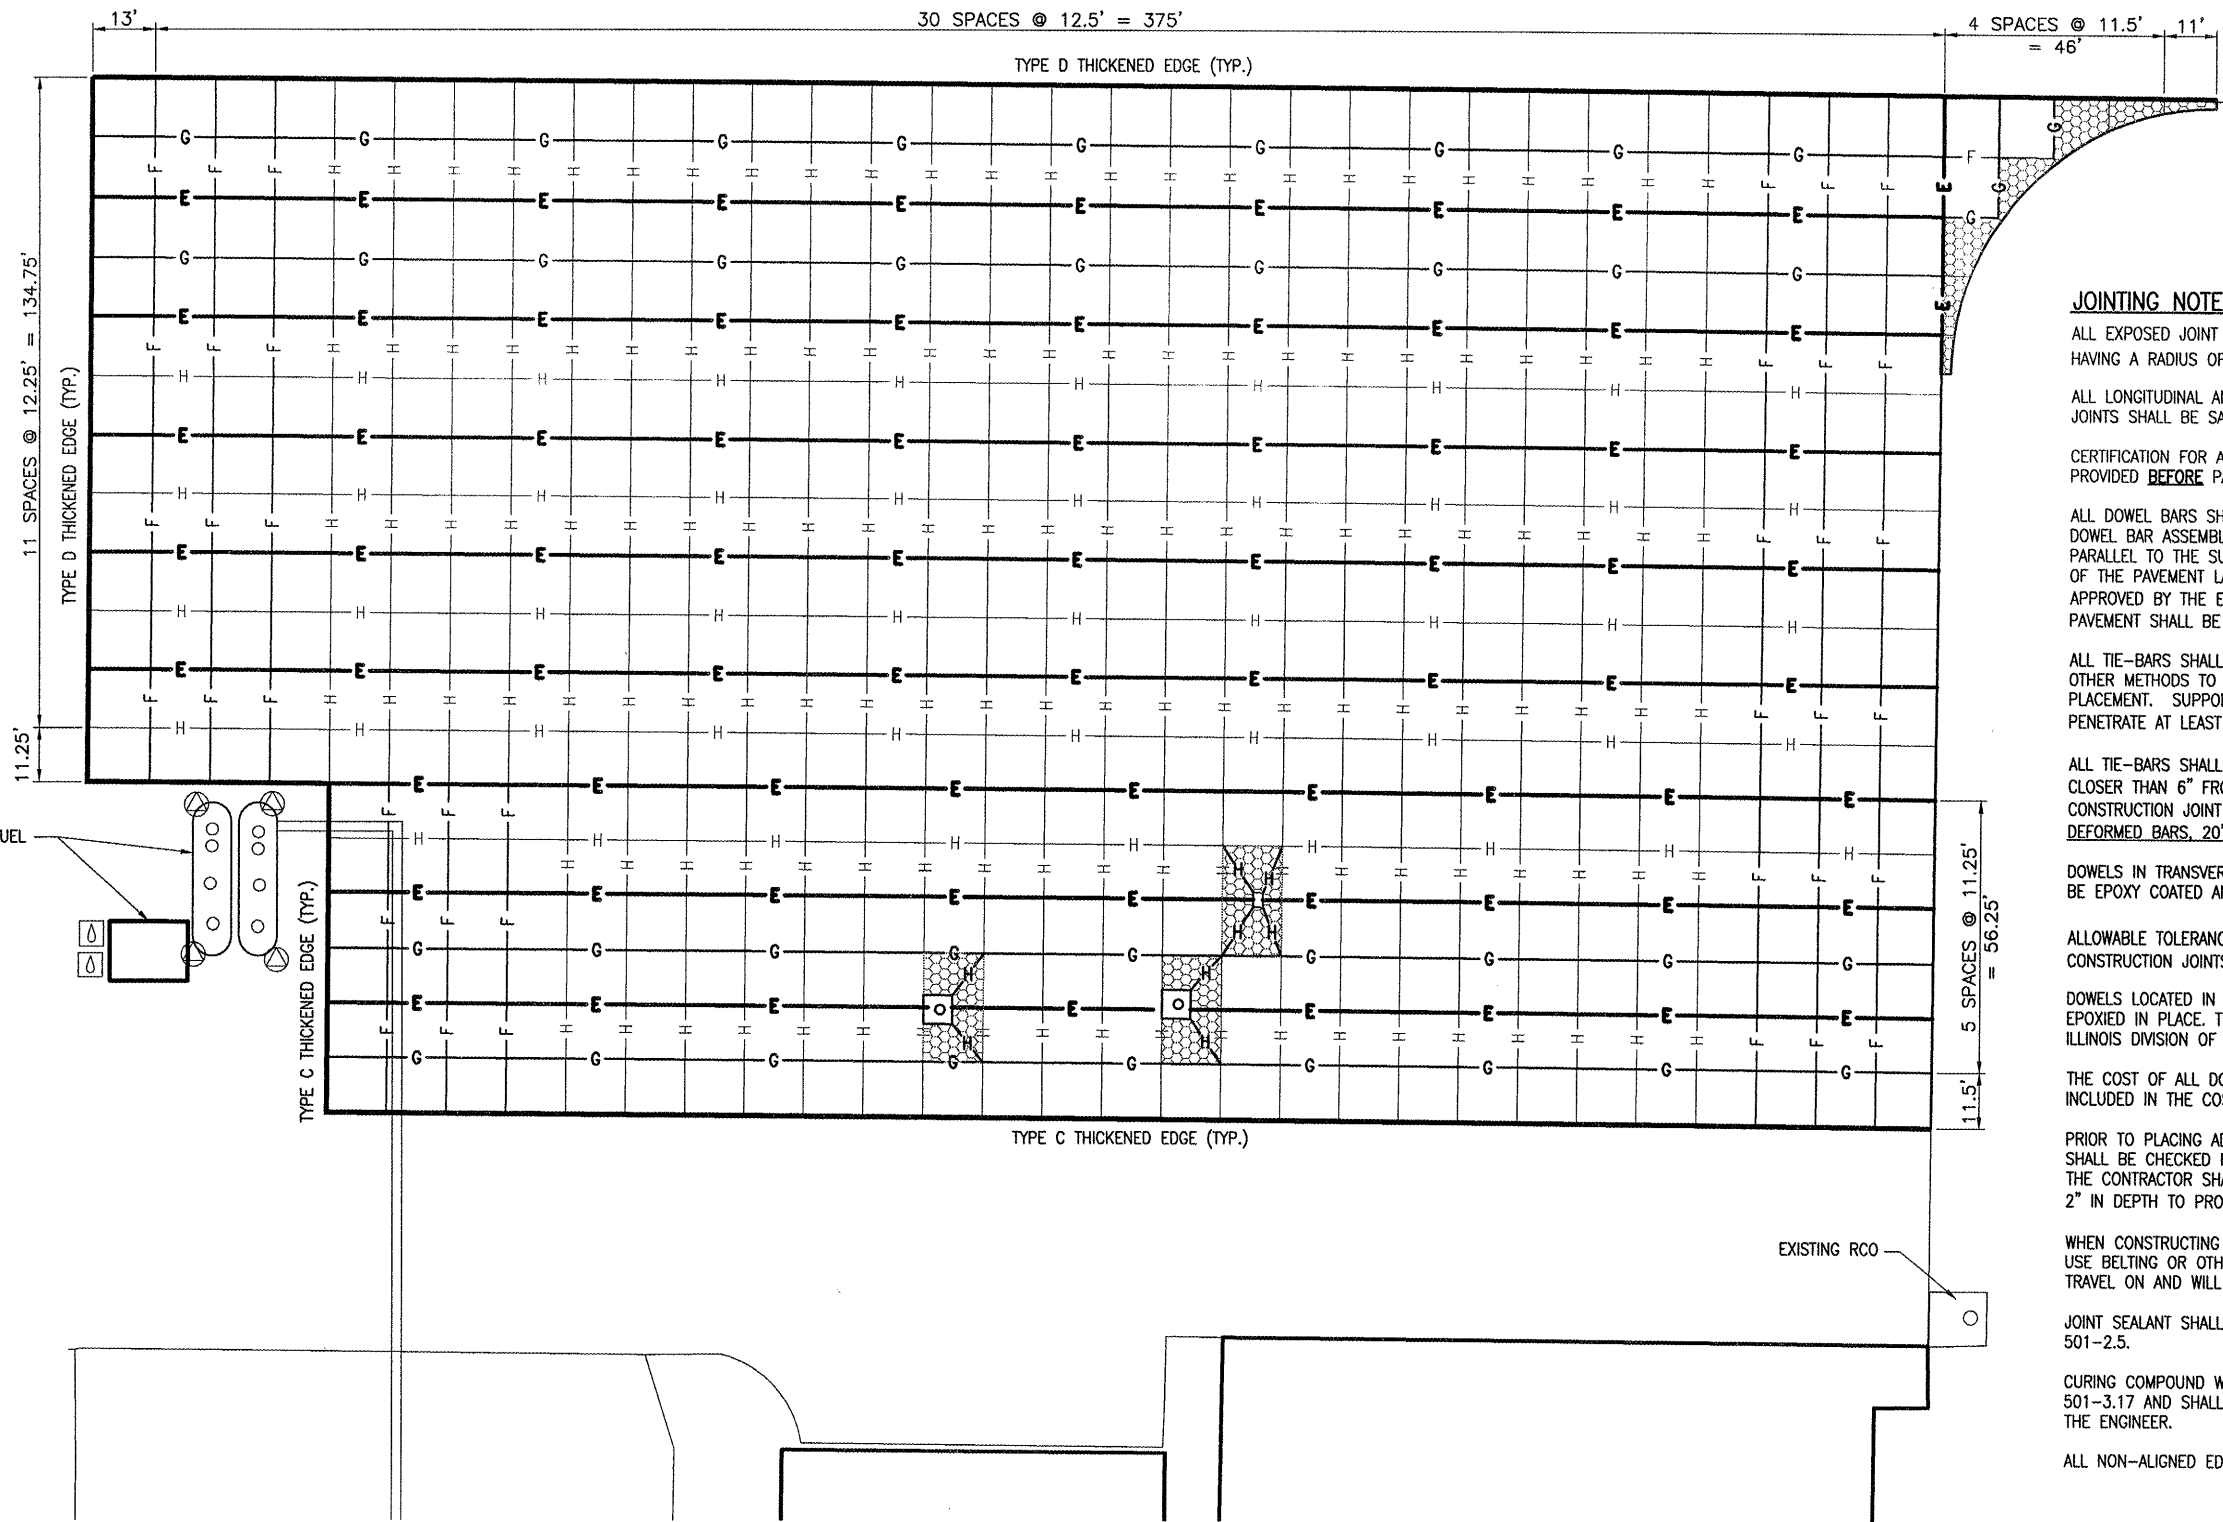 13'
30 SPACES @ 12.5' = 375'
4 SPACES @ 11.5'
= 46'
11'
TYPE D THICKENED EDGE (TYP.)
11 SPACES @ 12.25' = 134.75'
TYPE D THICKENED EDGE (TYP.)
11.25'
G G G G G G G G G G
F F F H H H H H H H H H H H H H H H H H H H H H H H H F F F
E E E E E E E E E E
G G G G G G G G G G
E E E E E E E E E E
F F F H H H H H H H H H H H H H H H H H H H H H H H H F F F
H H H H H H H H H H
E E E E E E E E E E
H H H H H H H H H H
F F F H H H H H H H H H H H H H H H H H H H H H H H H F F F
E E E E E E E E E E
H H H H H H H H H H
E E E E E E E E E E
F F F H H H H H H H H H H H H H H H H H H H H H H H H F F F
H H H H H H H H H H
G
F
E G
G
E
E E E E E E E E E
UEL
TYPE C THICKENED EDGE (TYP.)
5 SPACES @ 11.25'
= 56.25'
11.5'
TYPE C THICKENED EDGE (TYP.)
EXISTING RCO
JOINTING NOTE
ALL EXPOSED JOINT
HAVING A RADIUS OF
ALL LONGITUDINAL A
JOINTS SHALL BE SA
CERTIFICATION FOR A
PROVIDED BEFORE PA
ALL DOWEL BARS SH
DOWEL BAR ASSEMBL
PARALLEL TO THE SU
OF THE PAVEMENT LA
APPROVED BY THE E
PAVEMENT SHALL BE
ALL TIE-BARS SHALL
OTHER METHODS TO
PLACEMENT. SUPPO
PENETRATE AT LEAST
ALL TIE-BARS SHALL
CLOSER THAN 6" FRO
CONSTRUCTION JOINT
DEFORMED BARS, 20"
DOWELS IN TRANSVER
BE EPOXY COATED A
ALLOWABLE TOLERANC
CONSTRUCTION JOINTS
DOWELS LOCATED IN
EPOXIED IN PLACE. T
ILLINOIS DIVISION OF
THE COST OF ALL DO
INCLUDED IN THE COS
PRIOR TO PLACING AD
SHALL BE CHECKED
THE CONTRACTOR SHA
2" IN DEPTH TO PRO
WHEN CONSTRUCTING
USE BELTING OR OTH
TRAVEL ON AND WILL
JOINT SEALANT SHALL
501-2.5.
CURING COMPOUND W
501-3.17 AND SHALL
THE ENGINEER.
ALL NON-ALIGNED ED